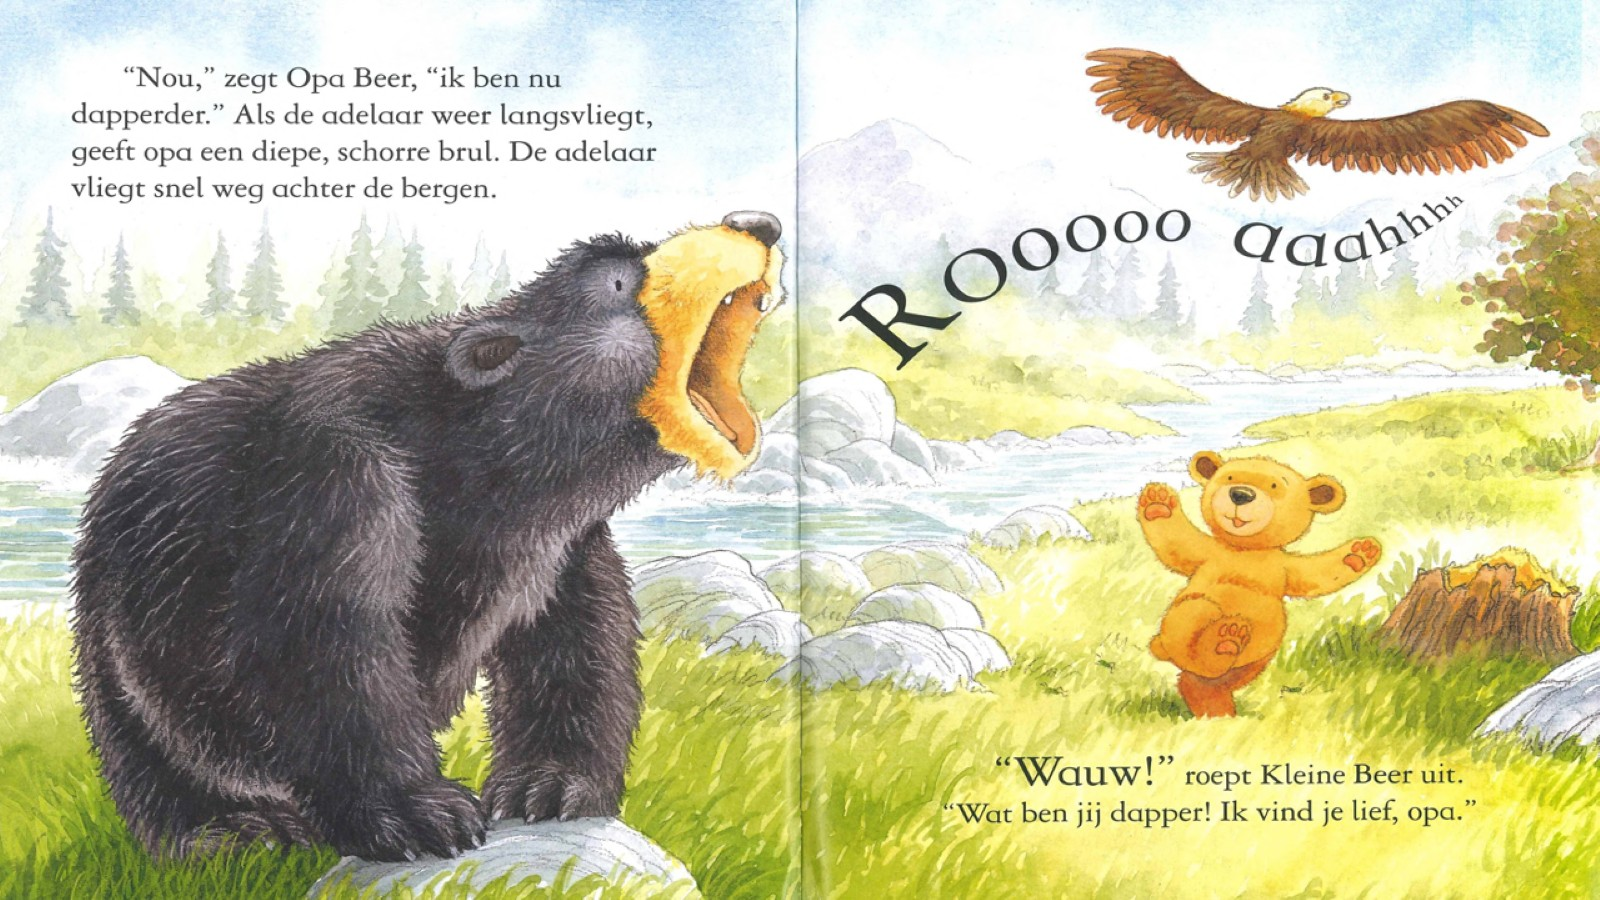 “Nou,” zegt Opa Beer, “ik ben nu
dapperder.” Als de adelaar weer langsvliegt,
geeft opa een diepe, schorre brul. De adelaar
vliegt snel weg achter de bergen.
Rooooo aaahhhh
“Wauw!” roept Kleine Beer uit.
“Wat ben jij dapper! Ik vind je lief, opa.”